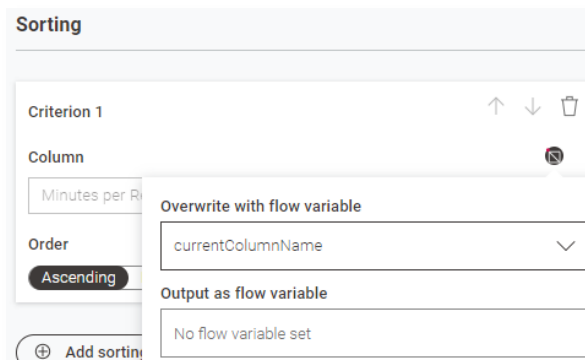 Sorting
Criterion 1
Column
Minutes per
Overwrite with flow variable
currentColumnName
Order
Ascending
Output as flow variable
No flow variable set
Add sorting